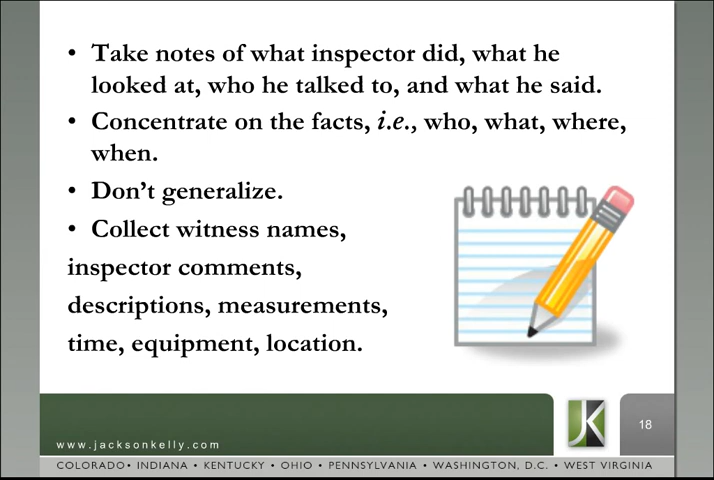 • Take notes of what inspector did, what he
looked at, who he talked to, and what he said.
• Concentrate on the facts, i.e., who, what, where,
when.
• Don’t generalize.
• Collect witness names,
inspector comments,
descriptions, measurements,
time, equipment, location.
www.jacksonkelly.com
JK
18
COLORADO • INDIANA • KENTUCKY • OHIO • PENNSYLVANIA • WASHINGTON, D.C. • WEST VIRGINIA